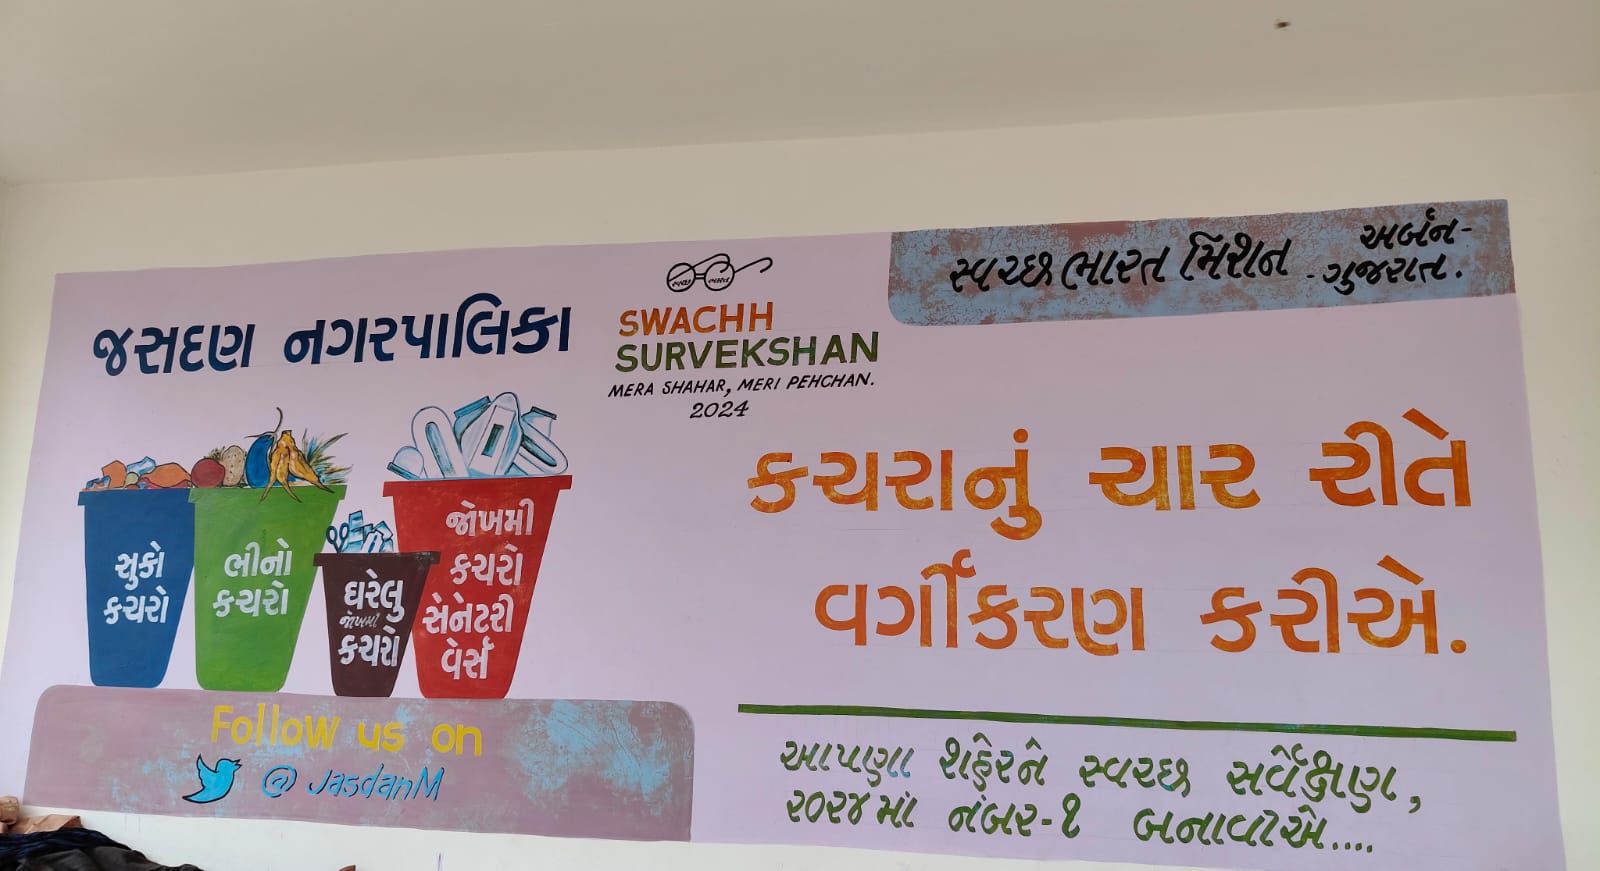 સ્વચ્છ ભારત મિશન - અર્બન -
ગુજરાત.
જસદણ નગરપાલિકા
સ્વચ્છ ભારત
SWACHH
SURVEKSHAN
MERA SHAHAR, MERI PEHCHAN.
2024
કચરાનું ચાર રીતે
વર્ગીકરણ કરીએ.
સુકો
કચરો
ભીનો
કચરો
ઘરેલુ
જોખમી
કચરો
જોખમી
કચરો
સેનેટરી
વેર્સ
Follow us on
@ JasdanM
આપણા શહેરને સ્વચ્છ સર્વેક્ષણ,
૨૦૨૪ માં નંબર-૧ બનાવીએ....